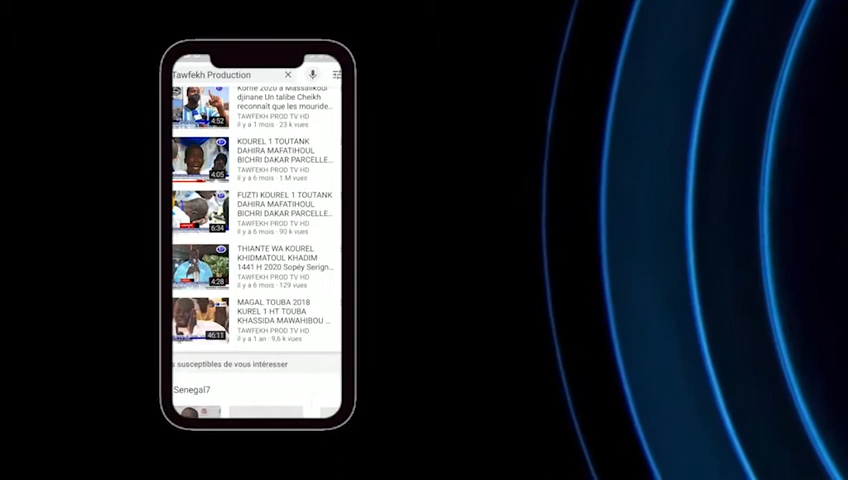 Tawfekh Production
Konte 2020 à Massalikoul
djinane Un talibe Cheikh
reconnaît que les mouride...
TAWFEKH PROD TV HD
il y a 1 mois · 23 k vues
4:52
KOUREL 1 TOUTANK
DAHIRA MAFATIHOUL
BICHRI DAKAR PARCELLE...
TAWFEKH PROD TV HD
il y a 6 mois · 1 M vues
4:05
FUZTI KOUREL 1 TOUTANK
DAHIRA MAFATIHOUL
BICHRI DAKAR PARCELLE...
TAWFEKH PROD TV HD
il y a 6 mois · 90 k vues
6:34
THIANTE WA KOUREL
KHIDMATOUL KHADIM
1441 H 2020 Sopéy Serign...
TAWFEKH PROD TV HD
il y a 6 mois · 129 vues
4:28
MAGAL TOUBA 2018
KUREL 1 HT TOUBA
KHASSIDA MAWAHIBOU ...
TAWFEKH PROD TV HD
il y a 1 an · 9,6 k vues
46:11
s susceptibles de vous intéresser
Senegal7